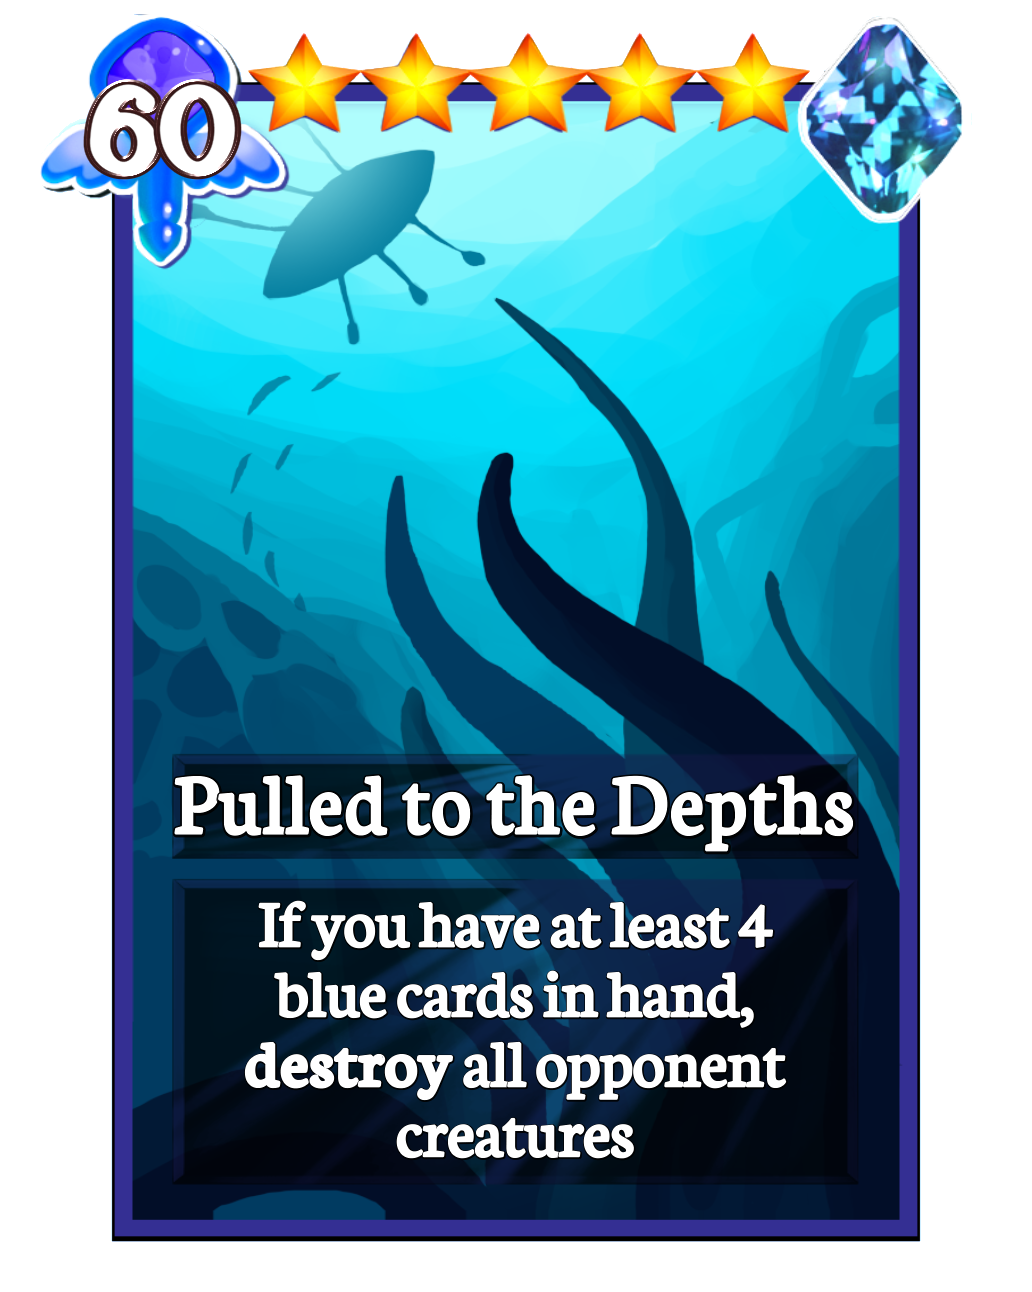 60
Pulled to the Depths
If you have at least 4
blue cards in hand,
destroy all opponent
creatures